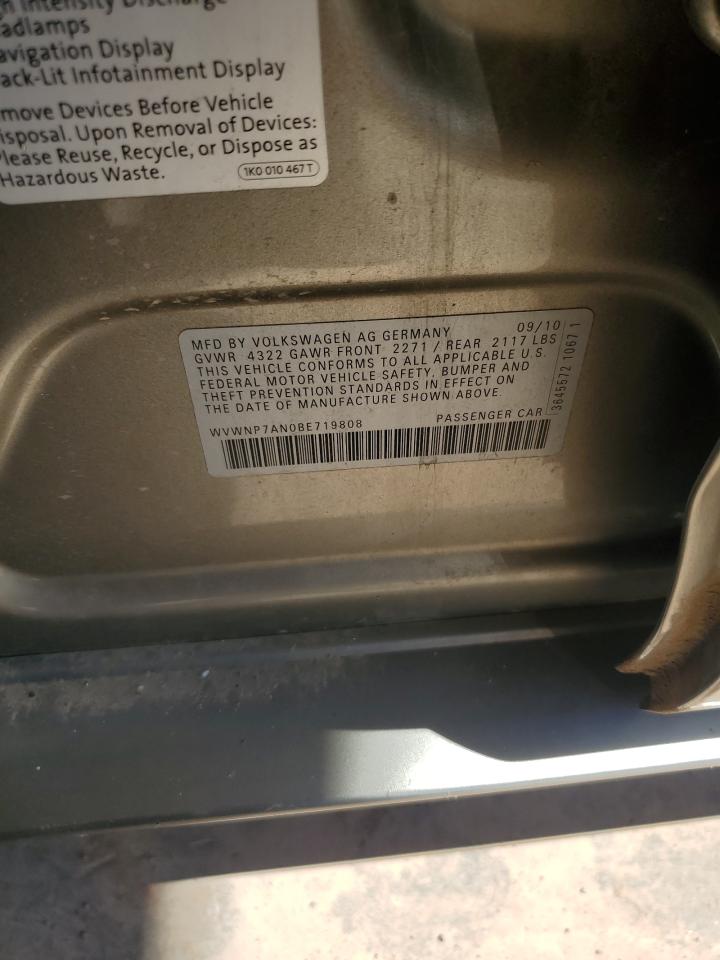 Intensity Discharge
adlamps
avigation Display
ack-Lit Infotainment Display
move Devices Before Vehicle
isposal. Upon Removal of Devices:
lease Reuse, Recycle, or Dispose as
Hazardous Waste.
1K0 010 467 T
MFD BY VOLKSWAGEN AG GERMANY 09/10
GVWR 4322 GAWR FRONT 2271 / REAR 2117 LBS
THIS VEHICLE CONFORMS TO ALL APPLICABLE U.S.
FEDERAL MOTOR VEHICLE SAFETY, BUMPER AND
THEFT PREVENTION STANDARDS IN EFFECT ON
THE DATE OF MANUFACTURE SHOWN ABOVE.
WVWNP7AN0BE719808 PASSENGER CAR
3645572 1067 1